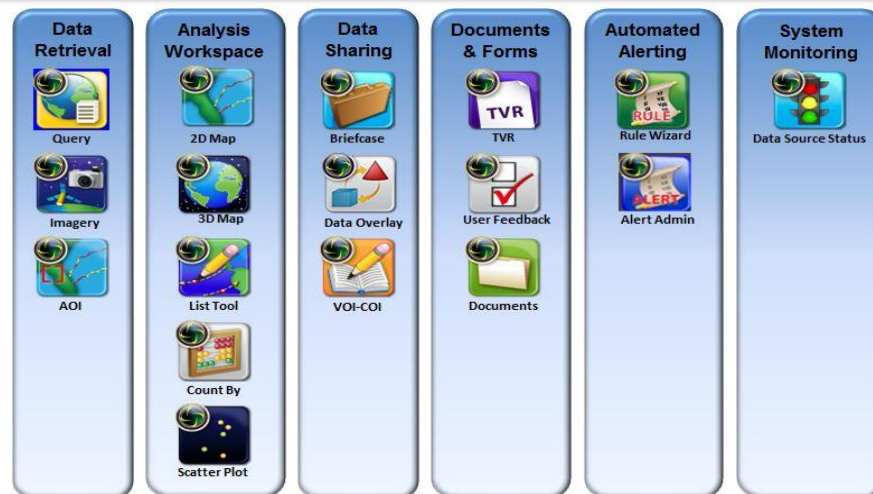 Data
Retrieval
Query
Imagery
AOI
Analysis
Workspace
2D Map
3D Map
List Tool
Count By
Scatter Plot
Data
Sharing
Briefcase
Data Overlay
VOI-COI
Documents
& Forms
TVR
TVR
User Feedback
Documents
Automated
Alerting
RULE
Rule Wizard
ALERT
Alert Admin
System
Monitoring
Data Source Status